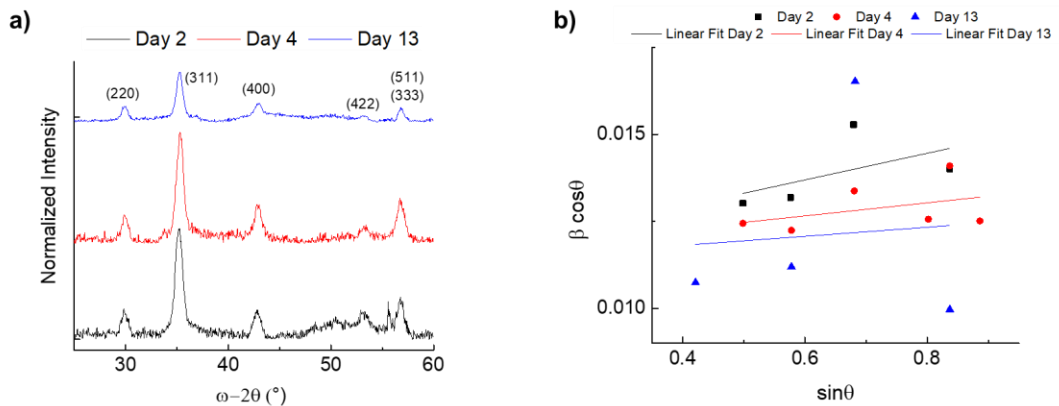 a)
Day 2 Day 4 Day 13
(220)
(311)
(400)
(422)
(511)
(333)
Normalized Intensity
30 40 50 60
ω−2θ (°)
b)
Day 2 Day 4 Day 13
Linear Fit Day 2 Linear Fit Day 4 Linear Fit Day 13
0.015
0.010
β cosθ
0.4 0.6 0.8
sinθ